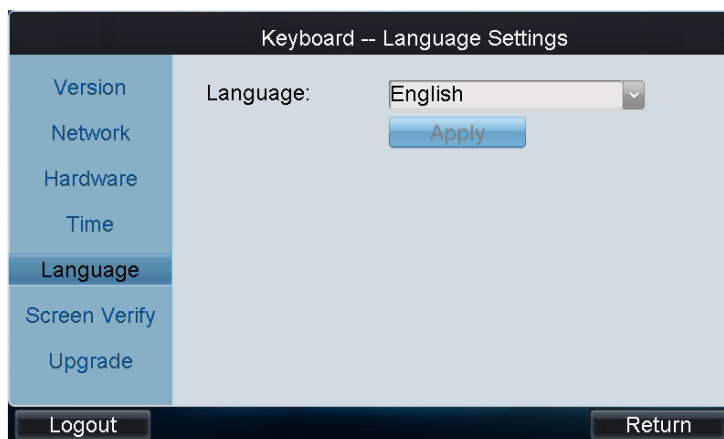 Keyboard -- Language Settings
Version
Network
Hardware
Time
Language
Screen Verify
Upgrade
Language: English
Apply
Logout Return